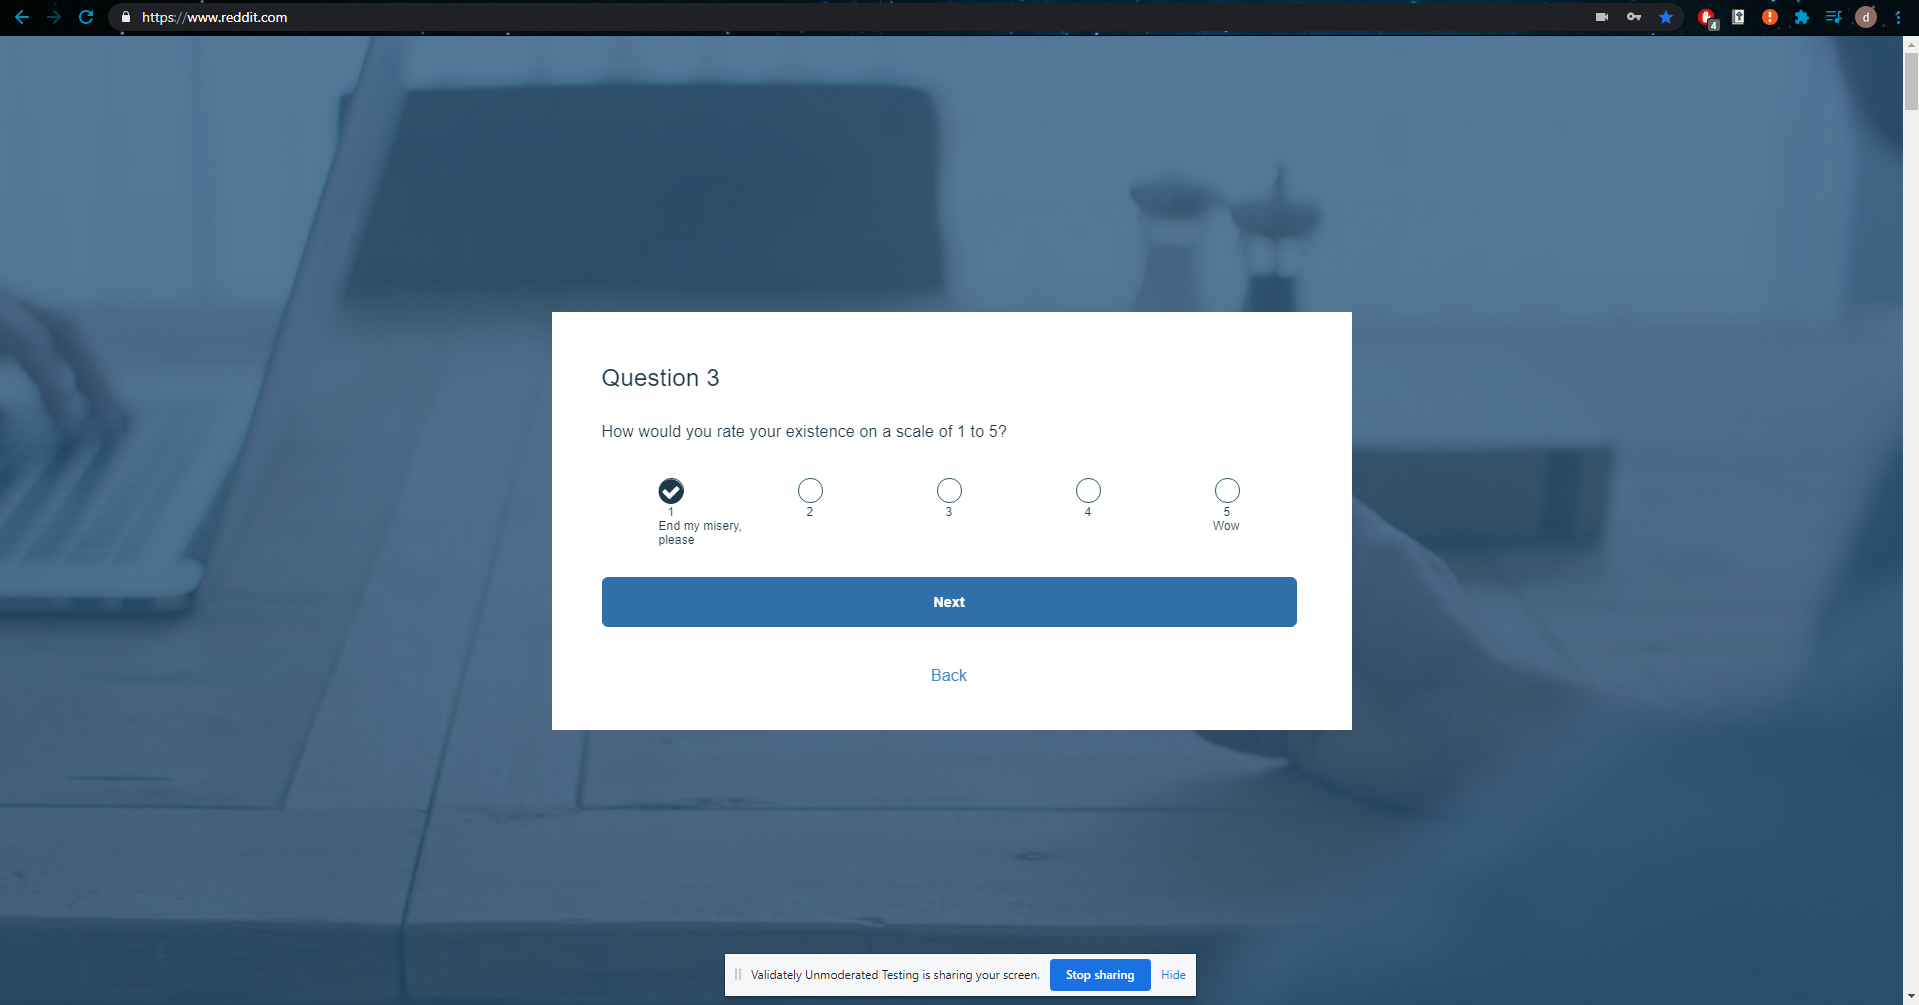 https://www.reddit.com
4
d
Question 3
How would you rate your existence on a scale of 1 to 5?
1 2 3 4 5
End my misery, please
Wow
Next
Back
Validately Unmoderated Testing is sharing your screen. Stop sharing Hide